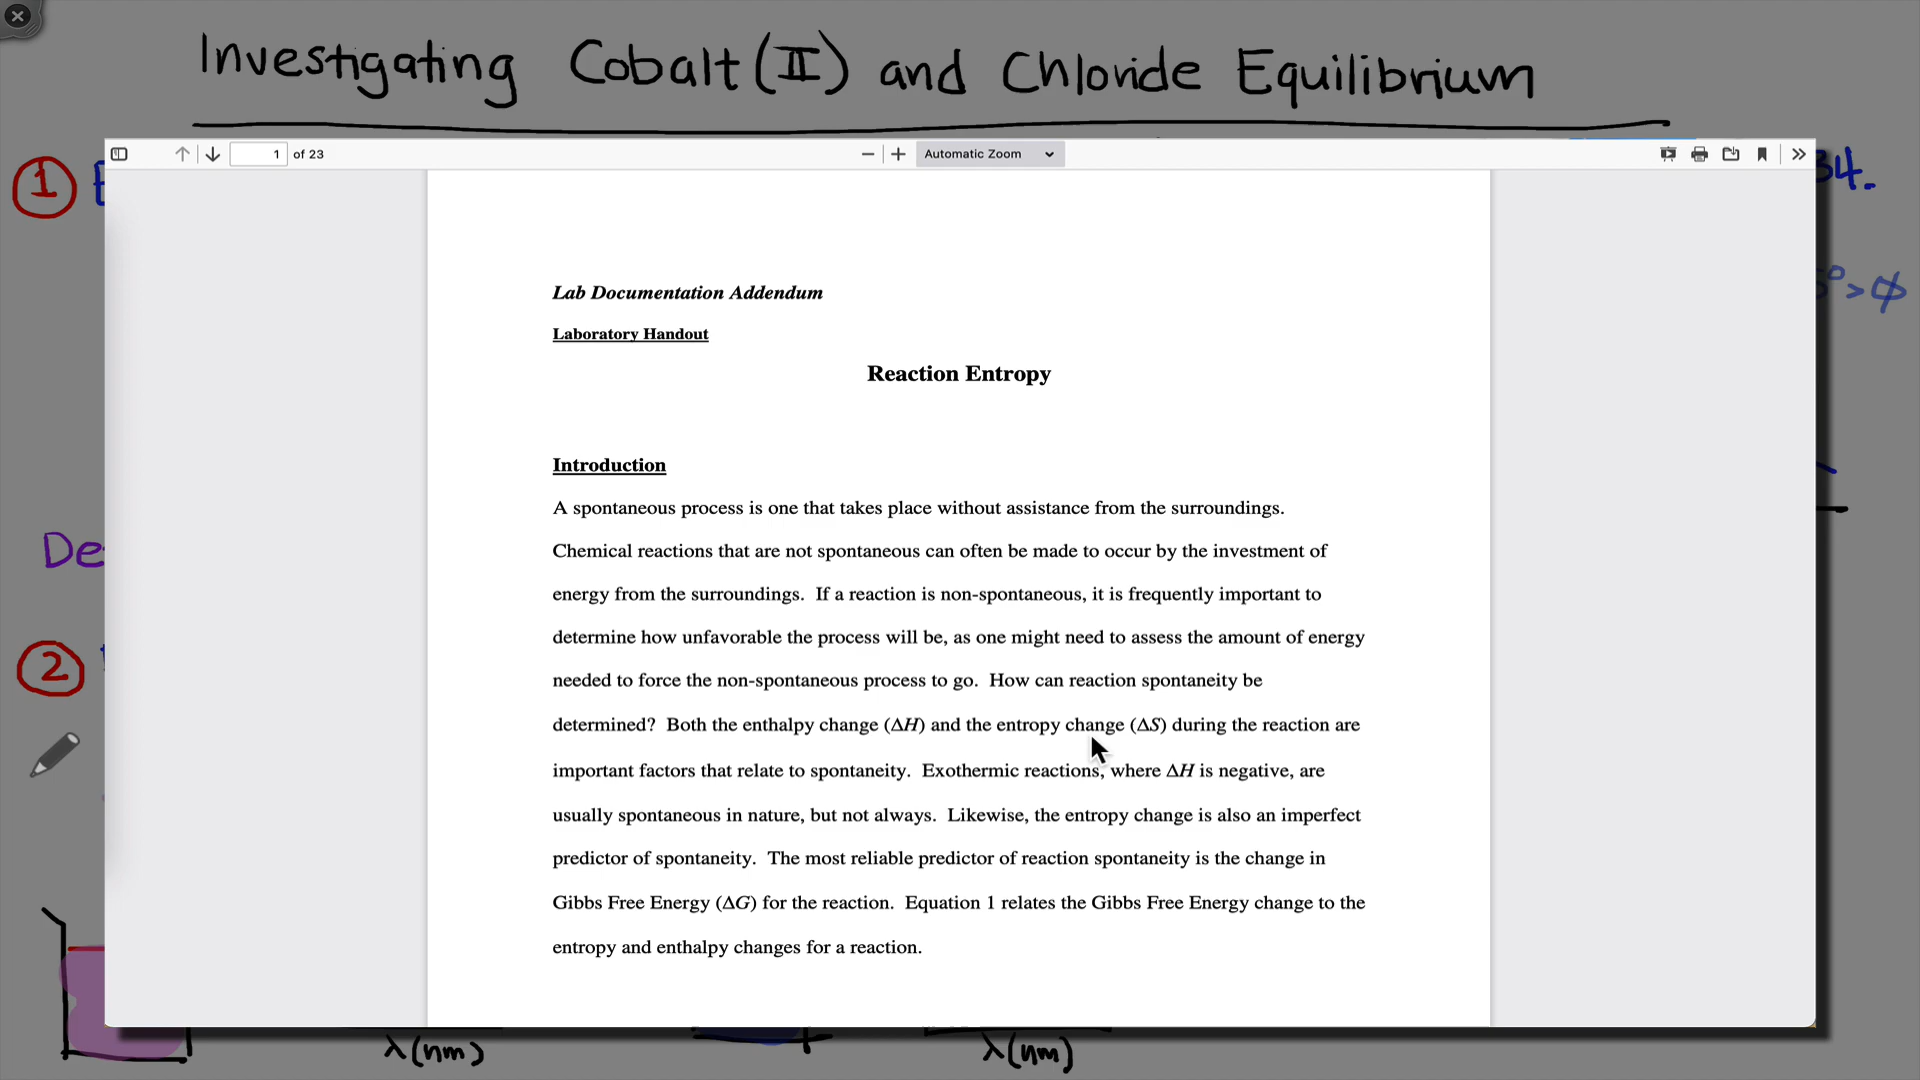 Investigating Cobalt(II) and Chloride Equilibrium
1
34.
1 of 23
Automatic Zoom
Lab Documentation Addendum
Laboratory Handout
Reaction Entropy
Introduction
A spontaneous process is one that takes place without assistance from the surroundings.
Chemical reactions that are not spontaneous can often be made to occur by the investment of
energy from the surroundings.  If a reaction is non-spontaneous, it is frequently important to
determine how unfavorable the process will be, as one might need to assess the amount of energy
needed to force the non-spontaneous process to go.  How can reaction spontaneity be
determined?  Both the enthalpy change (ΔH) and the entropy change (ΔS) during the reaction are
important factors that relate to spontaneity.  Exothermic reactions, where ΔH is negative, are
usually spontaneous in nature, but not always.  Likewise, the entropy change is also an imperfect
predictor of spontaneity.  The most reliable predictor of reaction spontaneity is the change in
Gibbs Free Energy (ΔG) for the reaction.  Equation 1 relates the Gibbs Free Energy change to the
entropy and enthalpy changes for a reaction.
De
2
λ(nm)
λ(nm)